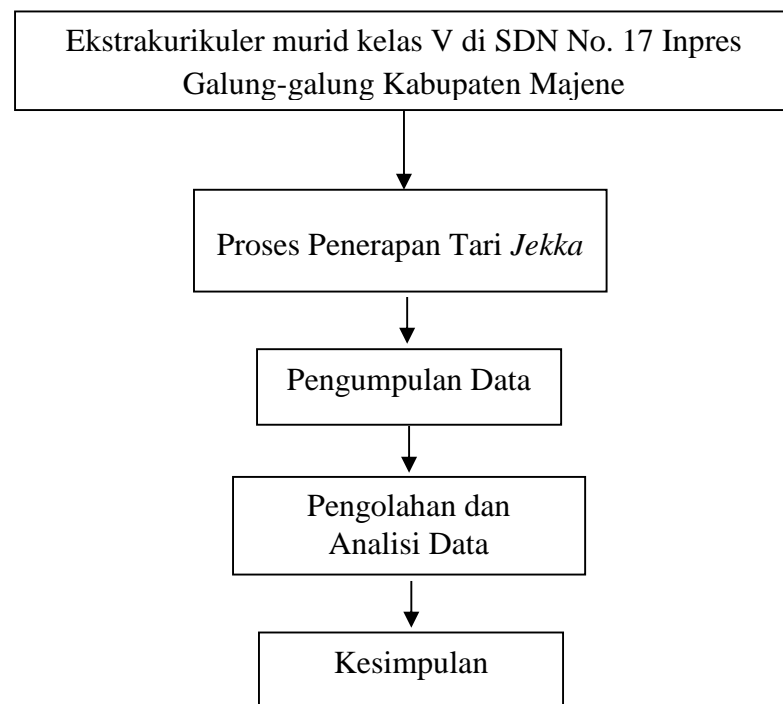 Ekstrakurikuler murid kelas V di SDN No. 17 Inpres
Galung-galung Kabupaten Majene
Proses Penerapan Tari Jekka
Pengumpulan Data
Pengolahan dan
Analisi Data
Kesimpulan